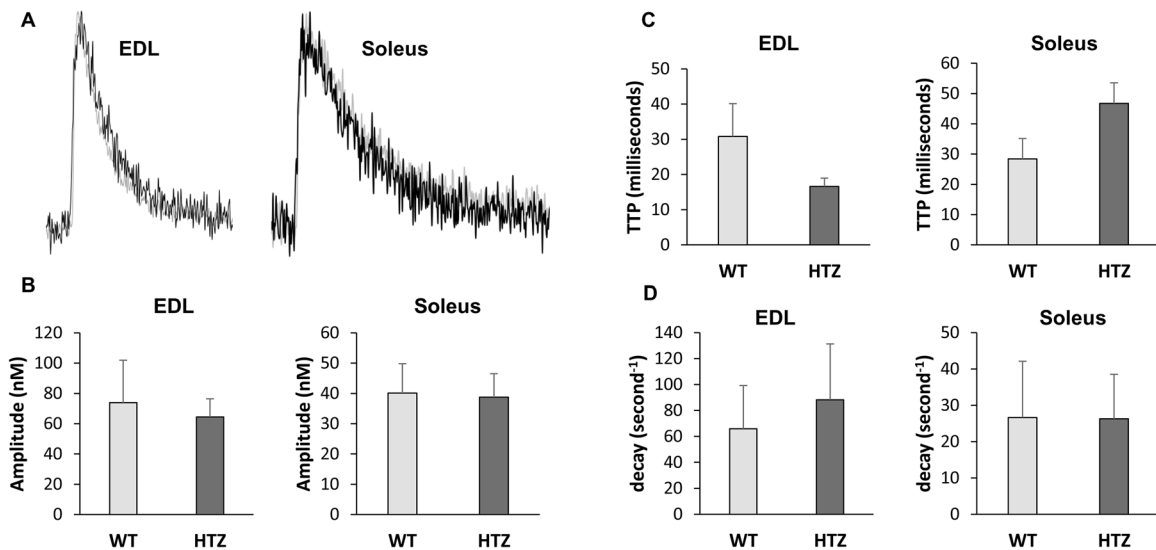 A
EDL
Soleus
B
EDL
Amplitude (nM)
120
100
80
60
40
20
0
WT
HTZ
Soleus
Amplitude (nM)
60
50
40
30
20
10
0
WT
HTZ
C
EDL
TTP (milliseconds)
50
40
30
20
10
0
WT
HTZ
Soleus
TTP (milliseconds)
60
50
40
30
20
10
0
WT
HTZ
D
EDL
decay (second⁻¹)
140
120
100
80
60
40
20
0
WT
HTZ
Soleus
decay (second⁻¹)
50
40
30
20
10
0
WT
HTZ